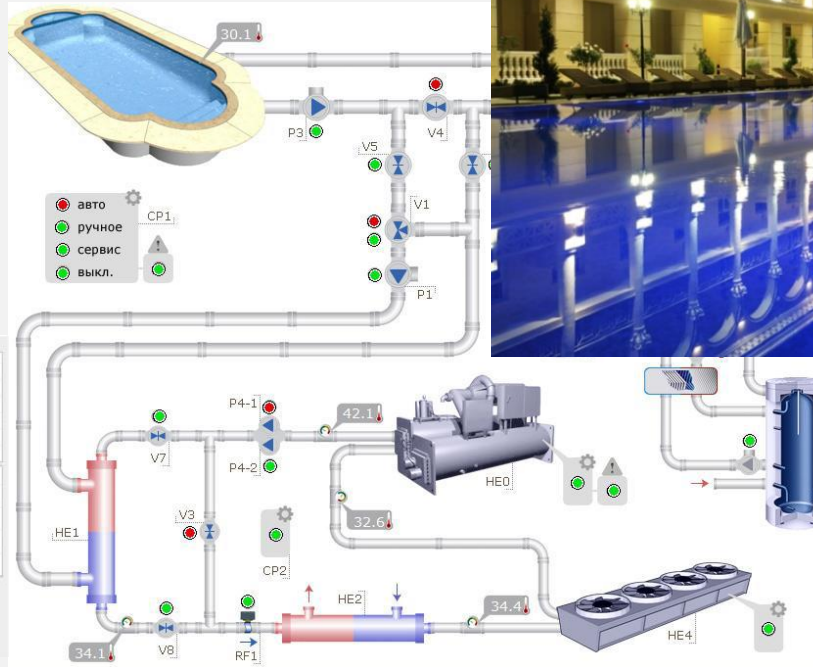 30.1
P3
V4
V5
V1
авто
ручное
сервис
выкл.
CP1
P1
P4-1
42.1
V7
P4-2
HE0
V3
32.6
HE1
CP2
HE2
34.4
34.1
V8
RF1
HE4